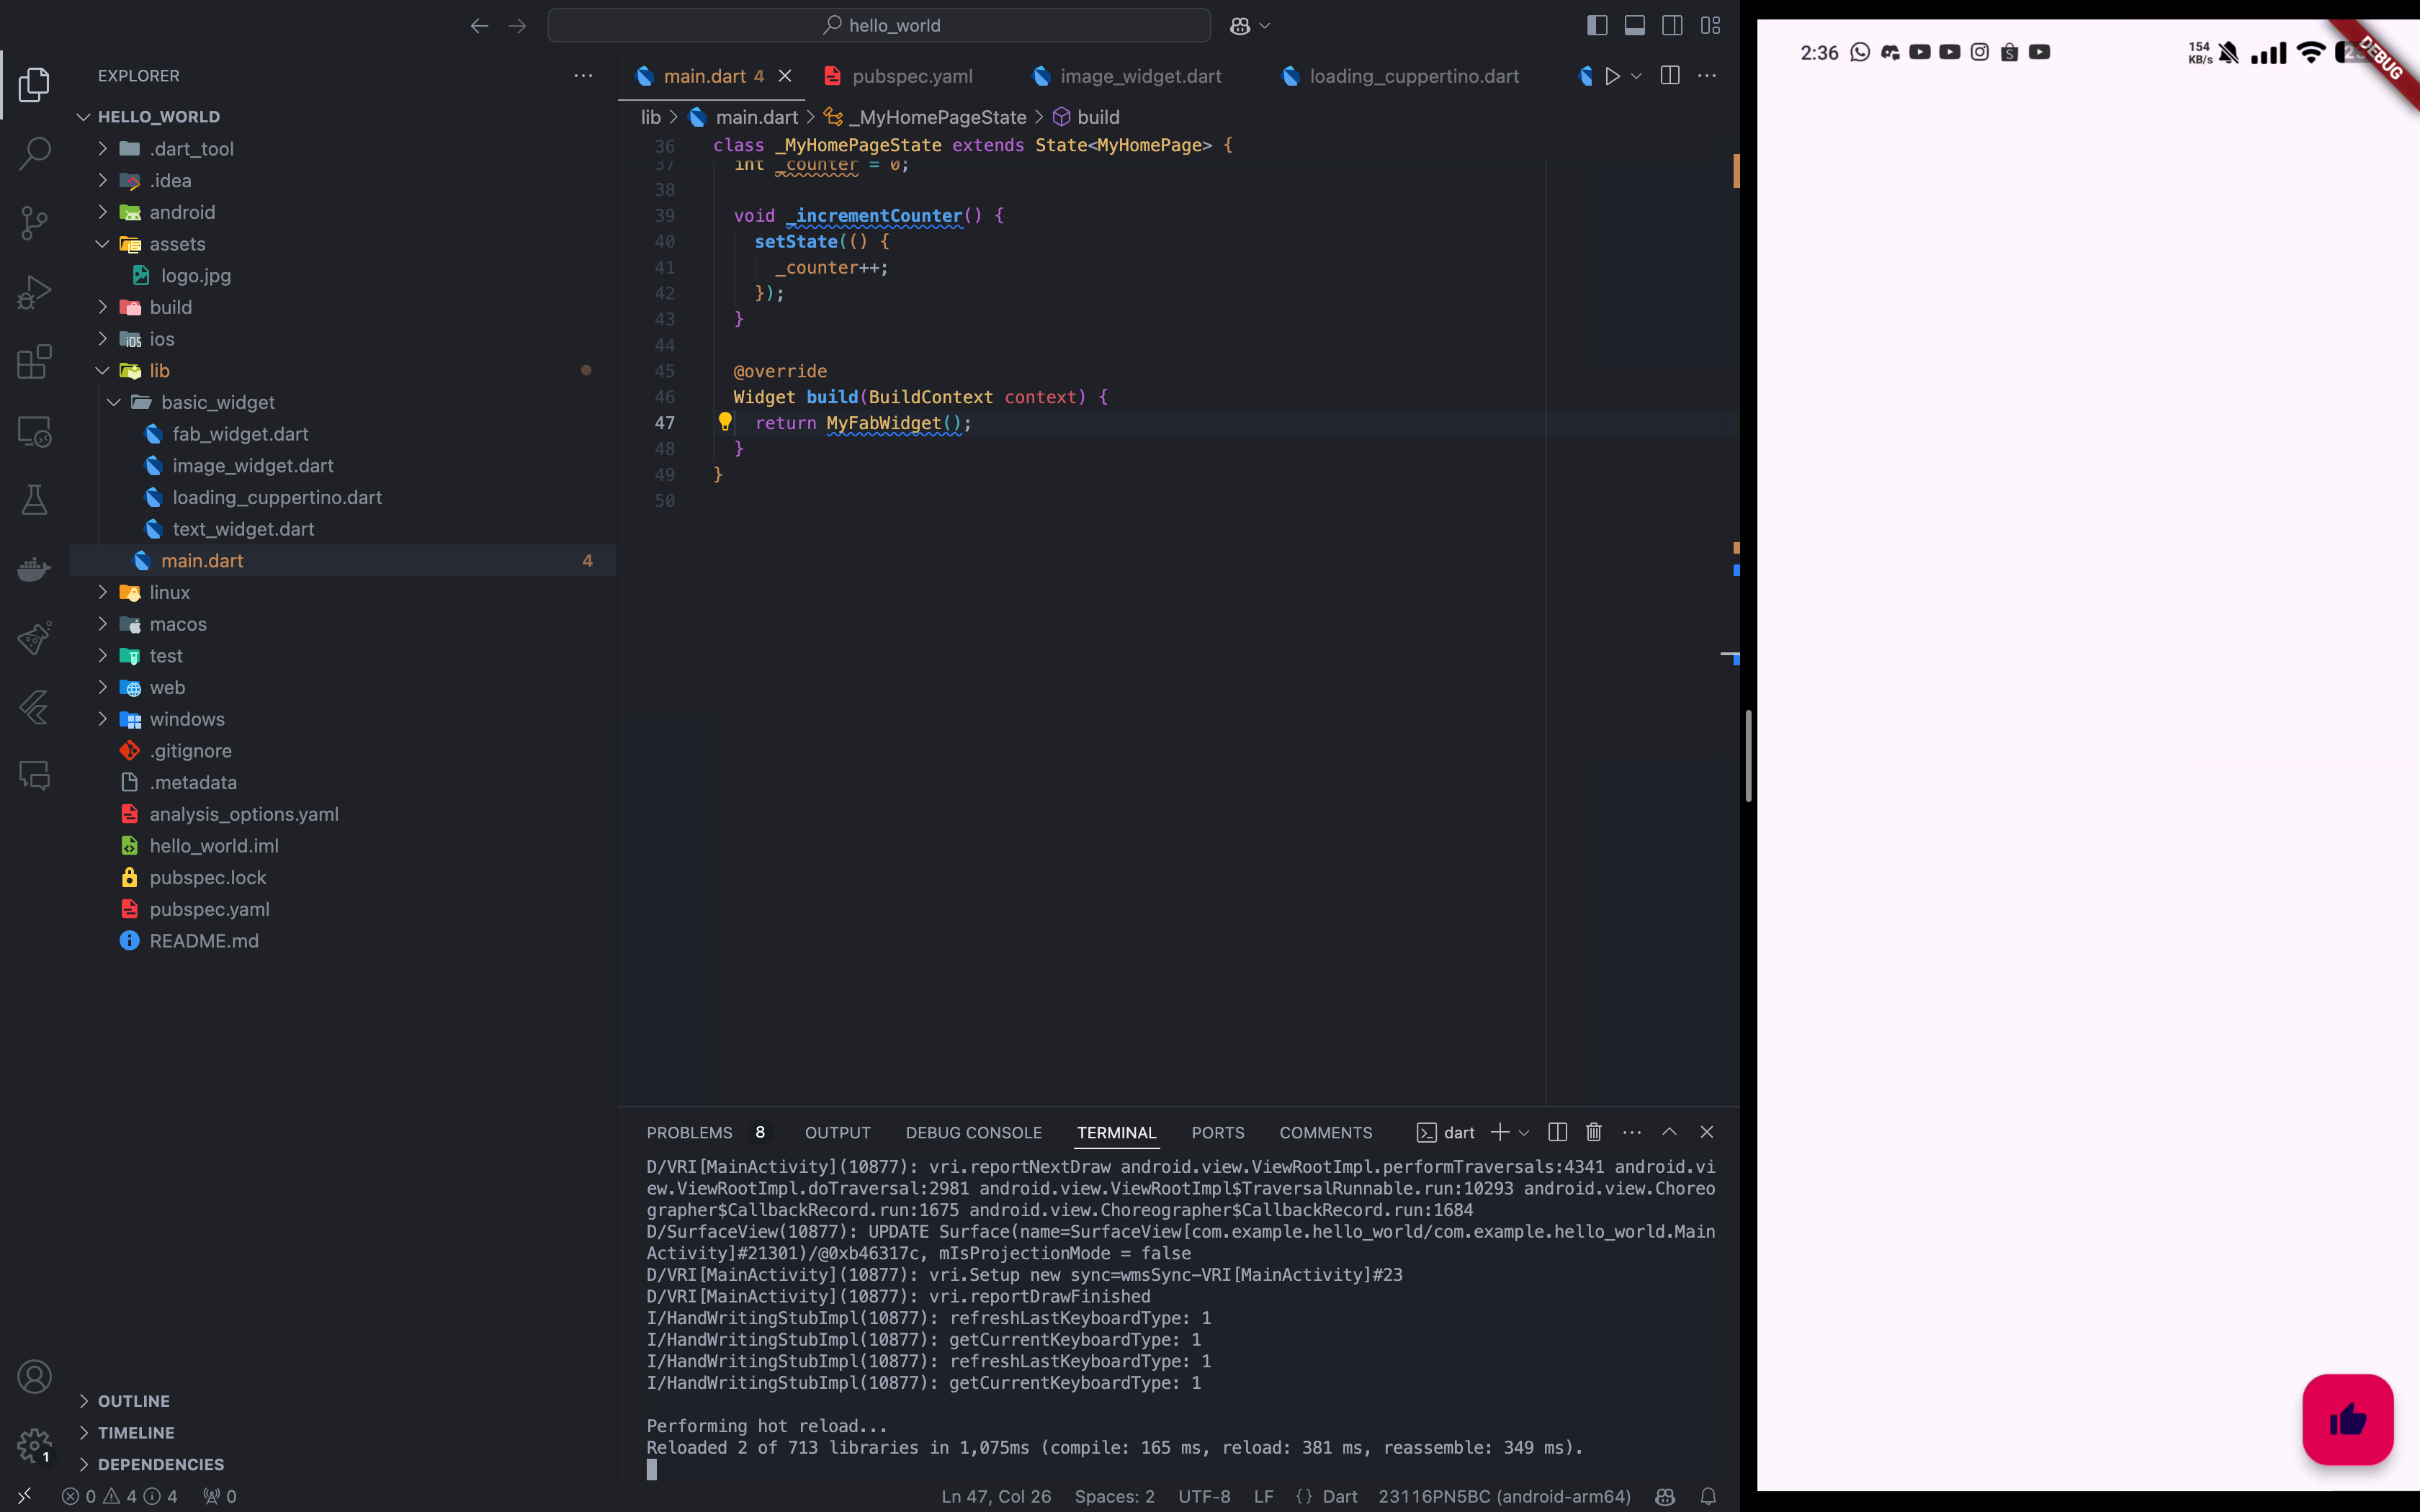 hello_world
EXPLORER
HELLO_WORLD
.dart_tool
.idea
android
assets
logo.jpg
build
ios
lib
basic_widget
fab_widget.dart
image_widget.dart
loading_cuppertino.dart
text_widget.dart
main.dart 4
linux
macos
test
web
windows
.gitignore
.metadata
analysis_options.yaml
hello_world.iml
pubspec.lock
pubspec.yaml
README.md
OUTLINE
TIMELINE
DEPENDENCIES
1
main.dart 4
pubspec.yaml
image_widget.dart
loading_cuppertino.dart
lib > main.dart > _MyHomePageState > build
36 class _MyHomePageState extends State<MyHomePage> {
37 int _counter = 0;
38
39 void _incrementCounter() {
40 setState(() {
41 _counter++;
42 });
43 }
44
45 @override
46 Widget build(BuildContext context) {
47 return MyFabWidget();
48 }
49 }
50
PROBLEMS 8 OUTPUT DEBUG CONSOLE TERMINAL PORTS COMMENTS dart
D/VRI[MainActivity](10877): vri.reportNextDraw android.view.ViewRootImpl.performTraversals:4341 android.vi
ew.ViewRootImpl.doTraversal:2981 android.view.ViewRootImpl$TraversalRunnable.run:10293 android.view.Choreo
grapher$CallbackRecord.run:1675 android.view.Choreographer$CallbackRecord.run:1684
D/SurfaceView(10877): UPDATE Surface(name=SurfaceView[com.example.hello_world/com.example.hello_world.Main
Activity]#21301)/@0xb46317c, mIsProjectionMode = false
D/VRI[MainActivity](10877): vri.Setup new sync=wmsSync-VRI[MainActivity]#23
D/VRI[MainActivity](10877): vri.reportDrawFinished
I/HandWritingStubImpl(10877): refreshLastKeyboardType: 1
I/HandWritingStubImpl(10877): getCurrentKeyboardType: 1
I/HandWritingStubImpl(10877): refreshLastKeyboardType: 1
I/HandWritingStubImpl(10877): getCurrentKeyboardType: 1
Performing hot reload...
Reloaded 2 of 713 libraries in 1,075ms (compile: 165 ms, reload: 381 ms, reassemble: 349 ms).
0 4 4 0
Ln 47, Col 26 Spaces: 2 UTF-8 LF {} Dart 23116PN5BC (android-arm64)
2:36
154
KB/s
DEBUG